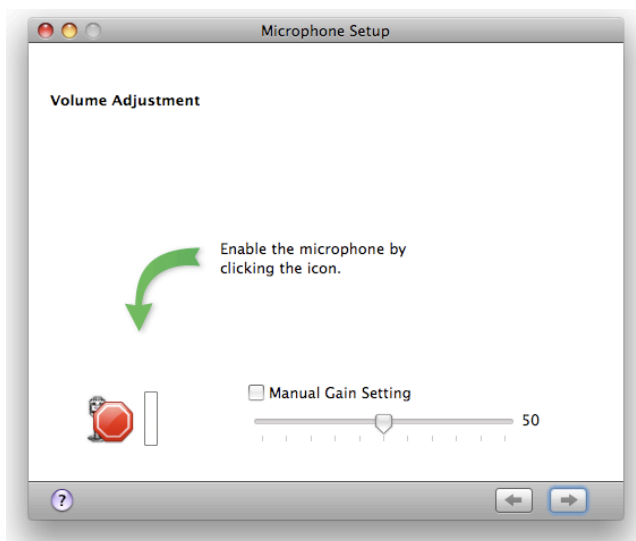 Microphone Setup
Volume Adjustment
Enable the microphone by
clicking the icon.
Manual Gain Setting
50
?